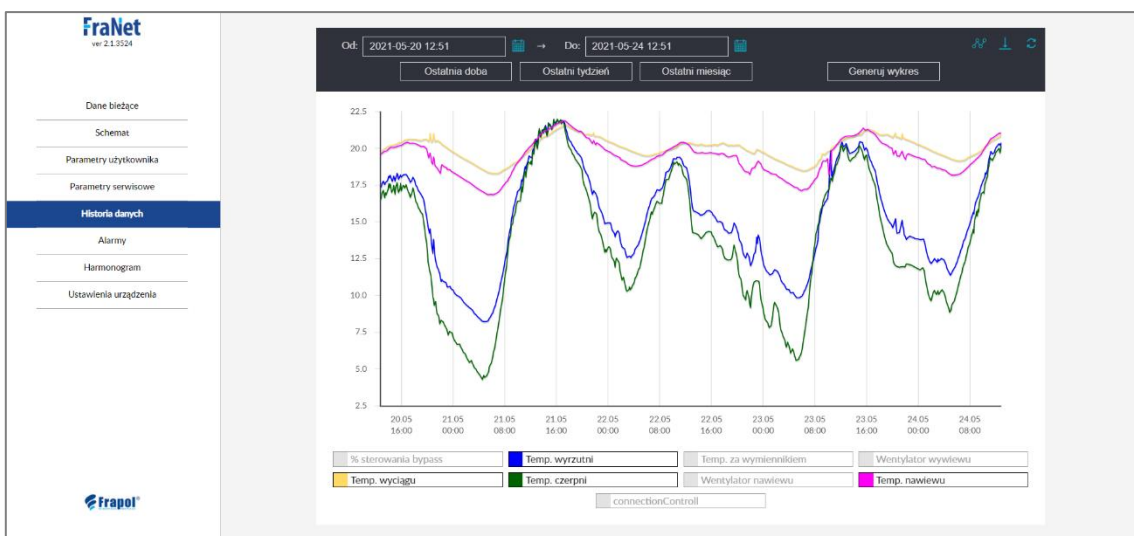 FraNet
ver 2.1.3524
Dane bieżące
Schemat
Parametry użytkownika
Parametry serwisowe
Historia danych
Alarmy
Harmonogram
Ustawienia urządzenia
Frapol®
Od: 2021-05-20 12:51 → Do: 2021-05-24 12:51
Ostatnia doba Ostatni tydzień Ostatni miesiąc Generuj wykres
22.5
20.0
17.5
15.0
12.5
10.0
7.5
5.0
2.5
20.05 21.05 21.05 21.05 22.05 22.05 22.05 23.05 23.05 23.05 24.05 24.05
16:00 00:00 08:00 16:00 00:00 08:00 16:00 00:00 08:00 16:00 00:00 08:00
% sterowania bypass Temp. wyrzutni Temp. za wymiennikiem Wentylator wywiewu
Temp. wyciągu Temp. czerpni Wentylator nawiewu Temp. nawiewu
connectionControll